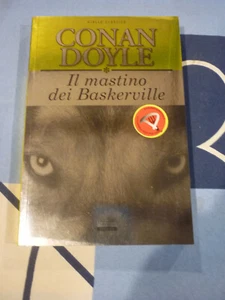 CONAN
DOYLE
Il mastino
dei Baskerville